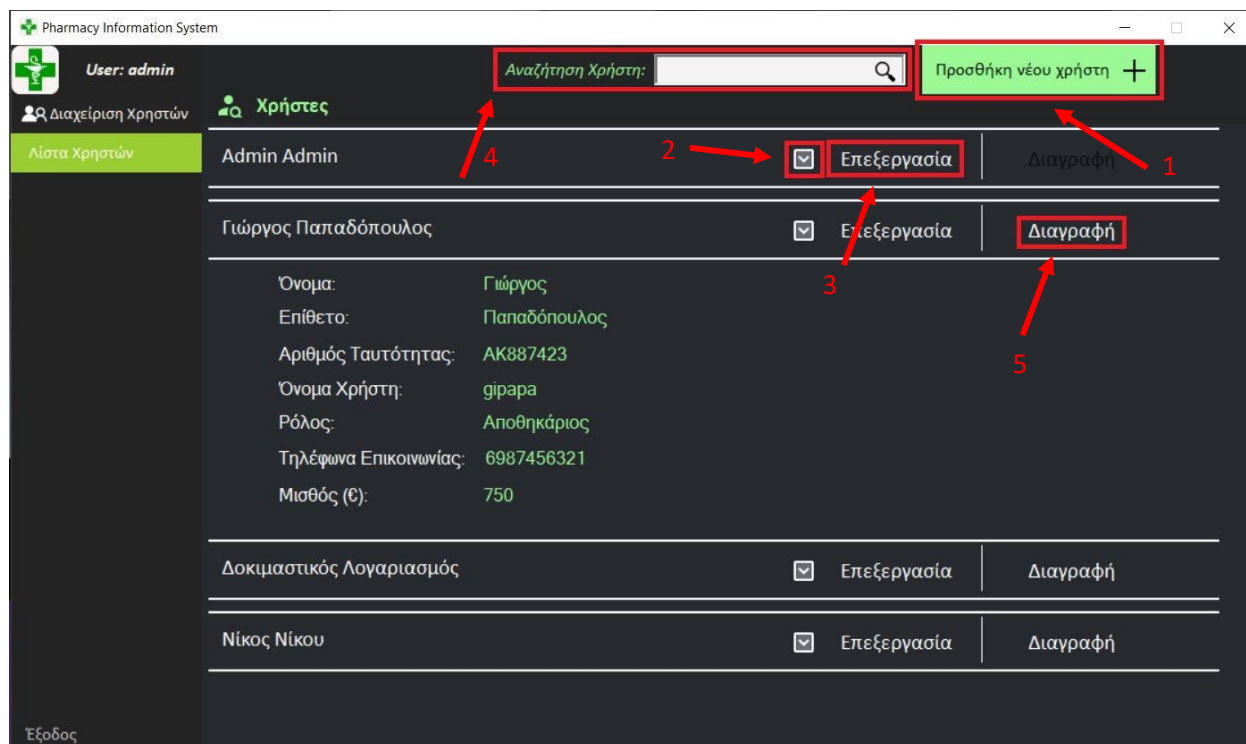 Pharmacy Information System
User: admin
Αναζήτηση Χρήστη:
Προσθήκη νέου χρήστη
Διαχείριση Χρηστών
Χρήστες
Λίστα Χρηστών
Admin Admin
4
2
Επεξεργασία
Διαγραφή
1
Γιώργος Παπαδόπουλος
Επεξεργασία
Διαγραφή
3
5
Όνομα: Γιώργος
Επίθετο: Παπαδόπουλος
Αριθμός Ταυτότητας: AK887423
Όνομα Χρήστη: gipapa
Ρόλος: Αποθηκάριος
Τηλέφωνα Επικοινωνίας: 6987456321
Μισθός (€): 750
Δοκιμαστικός Λογαριασμός Επεξεργασία Διαγραφή
Νίκος Νίκου Επεξεργασία Διαγραφή
Έξοδος